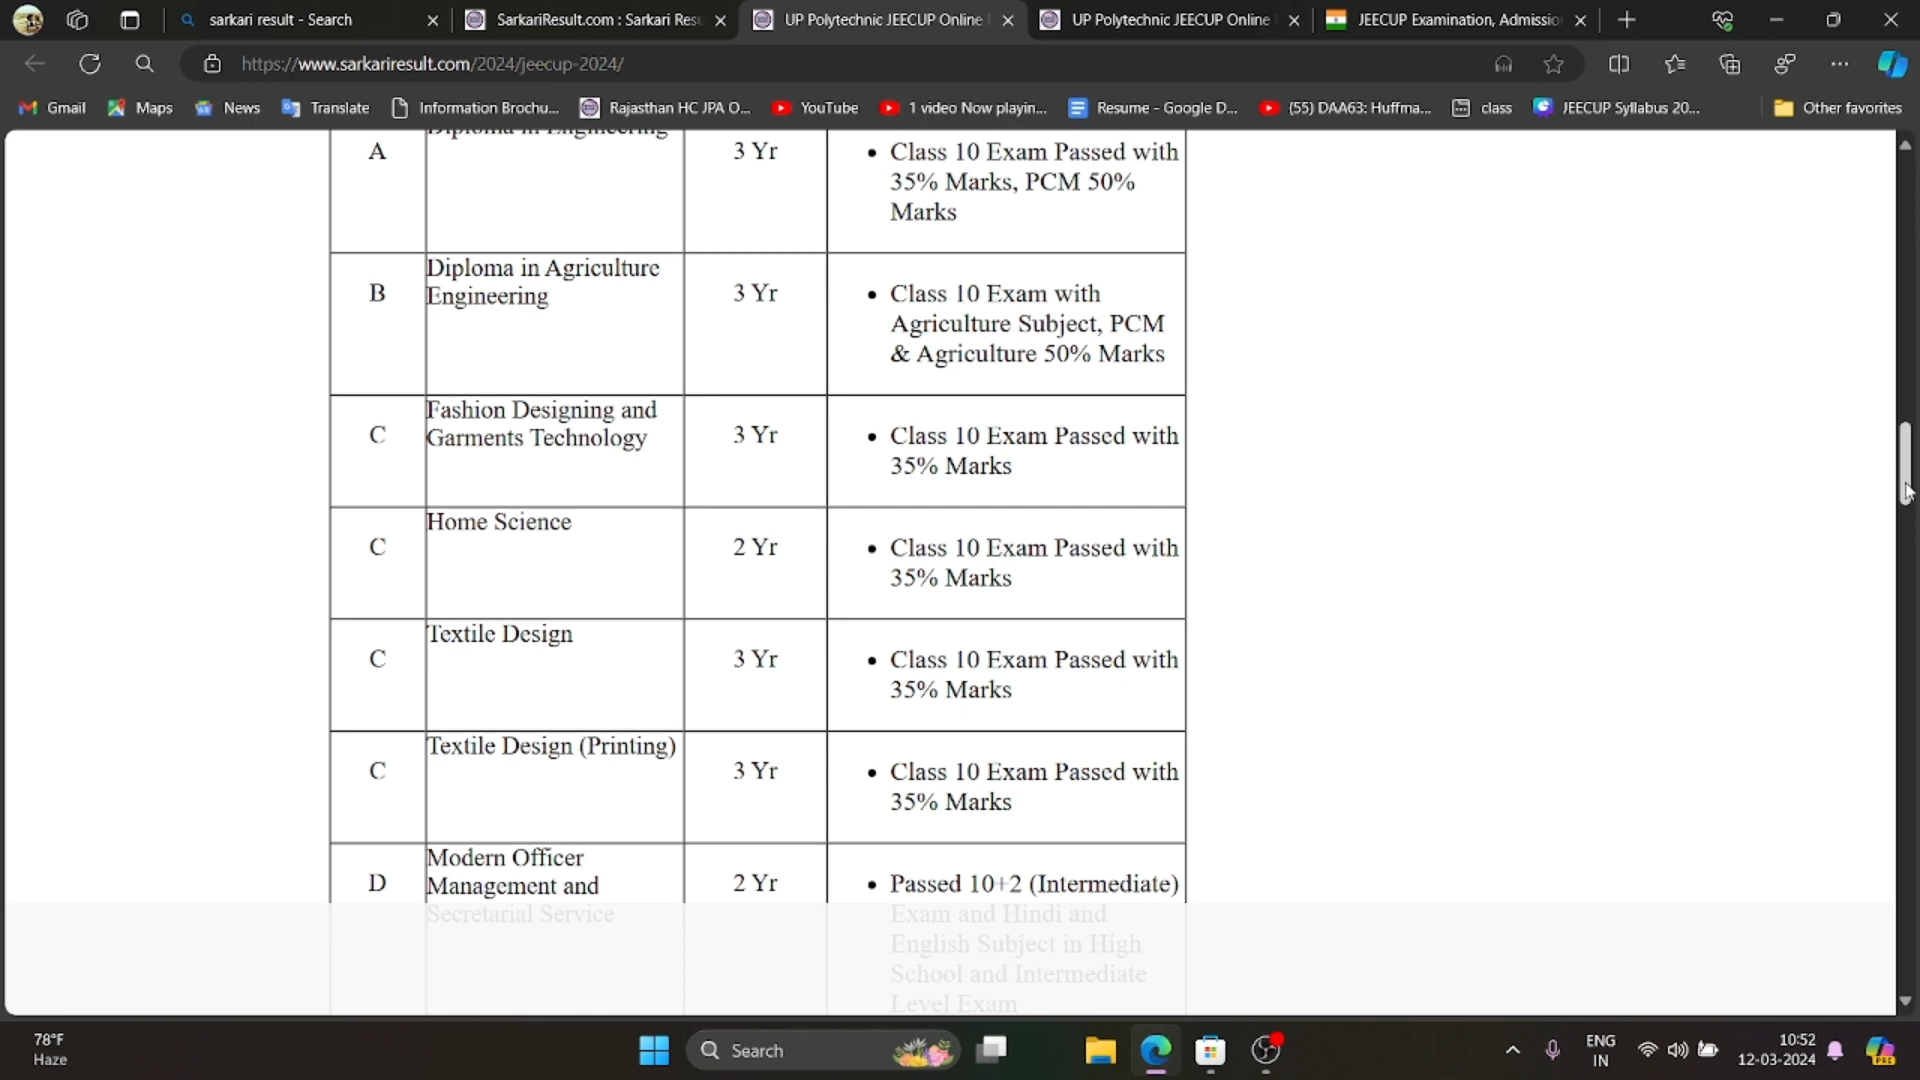 sarkari result - Search
SarkariResult.com : Sarkari Resu
UP Polytechnic JEECUP Online
UP Polytechnic JEECUP Online
JEECUP Examination, Admissio
https://www.sarkariresult.com/2024/jeecup-2024/
Gmail
Maps
News
Translate
Information Brochu...
Rajasthan HC JPA O...
YouTube
1 video Now playin...
Resume - Google D...
(55) DAA63: Huffma...
class
JEECUP Syllabus 20...
Other favorites
A
Diploma in Engineering
3 Yr
• Class 10 Exam Passed with
35% Marks, PCM 50%
Marks
B
Diploma in Agriculture
Engineering
3 Yr
• Class 10 Exam with
Agriculture Subject, PCM
& Agriculture 50% Marks
C
Fashion Designing and
Garments Technology
3 Yr
• Class 10 Exam Passed with
35% Marks
C
Home Science
2 Yr
• Class 10 Exam Passed with
35% Marks
C
Textile Design
3 Yr
• Class 10 Exam Passed with
35% Marks
C
Textile Design (Printing)
3 Yr
• Class 10 Exam Passed with
35% Marks
D
Modern Officer
Management and
Secretarial Service
2 Yr
• Passed 10+2 (Intermediate)
Exam and Hindi and
English Subject in High
School and Intermediate
Level Exam
78°F
Haze
Search
ENG
IN
10:52
12-03-2024
PRE